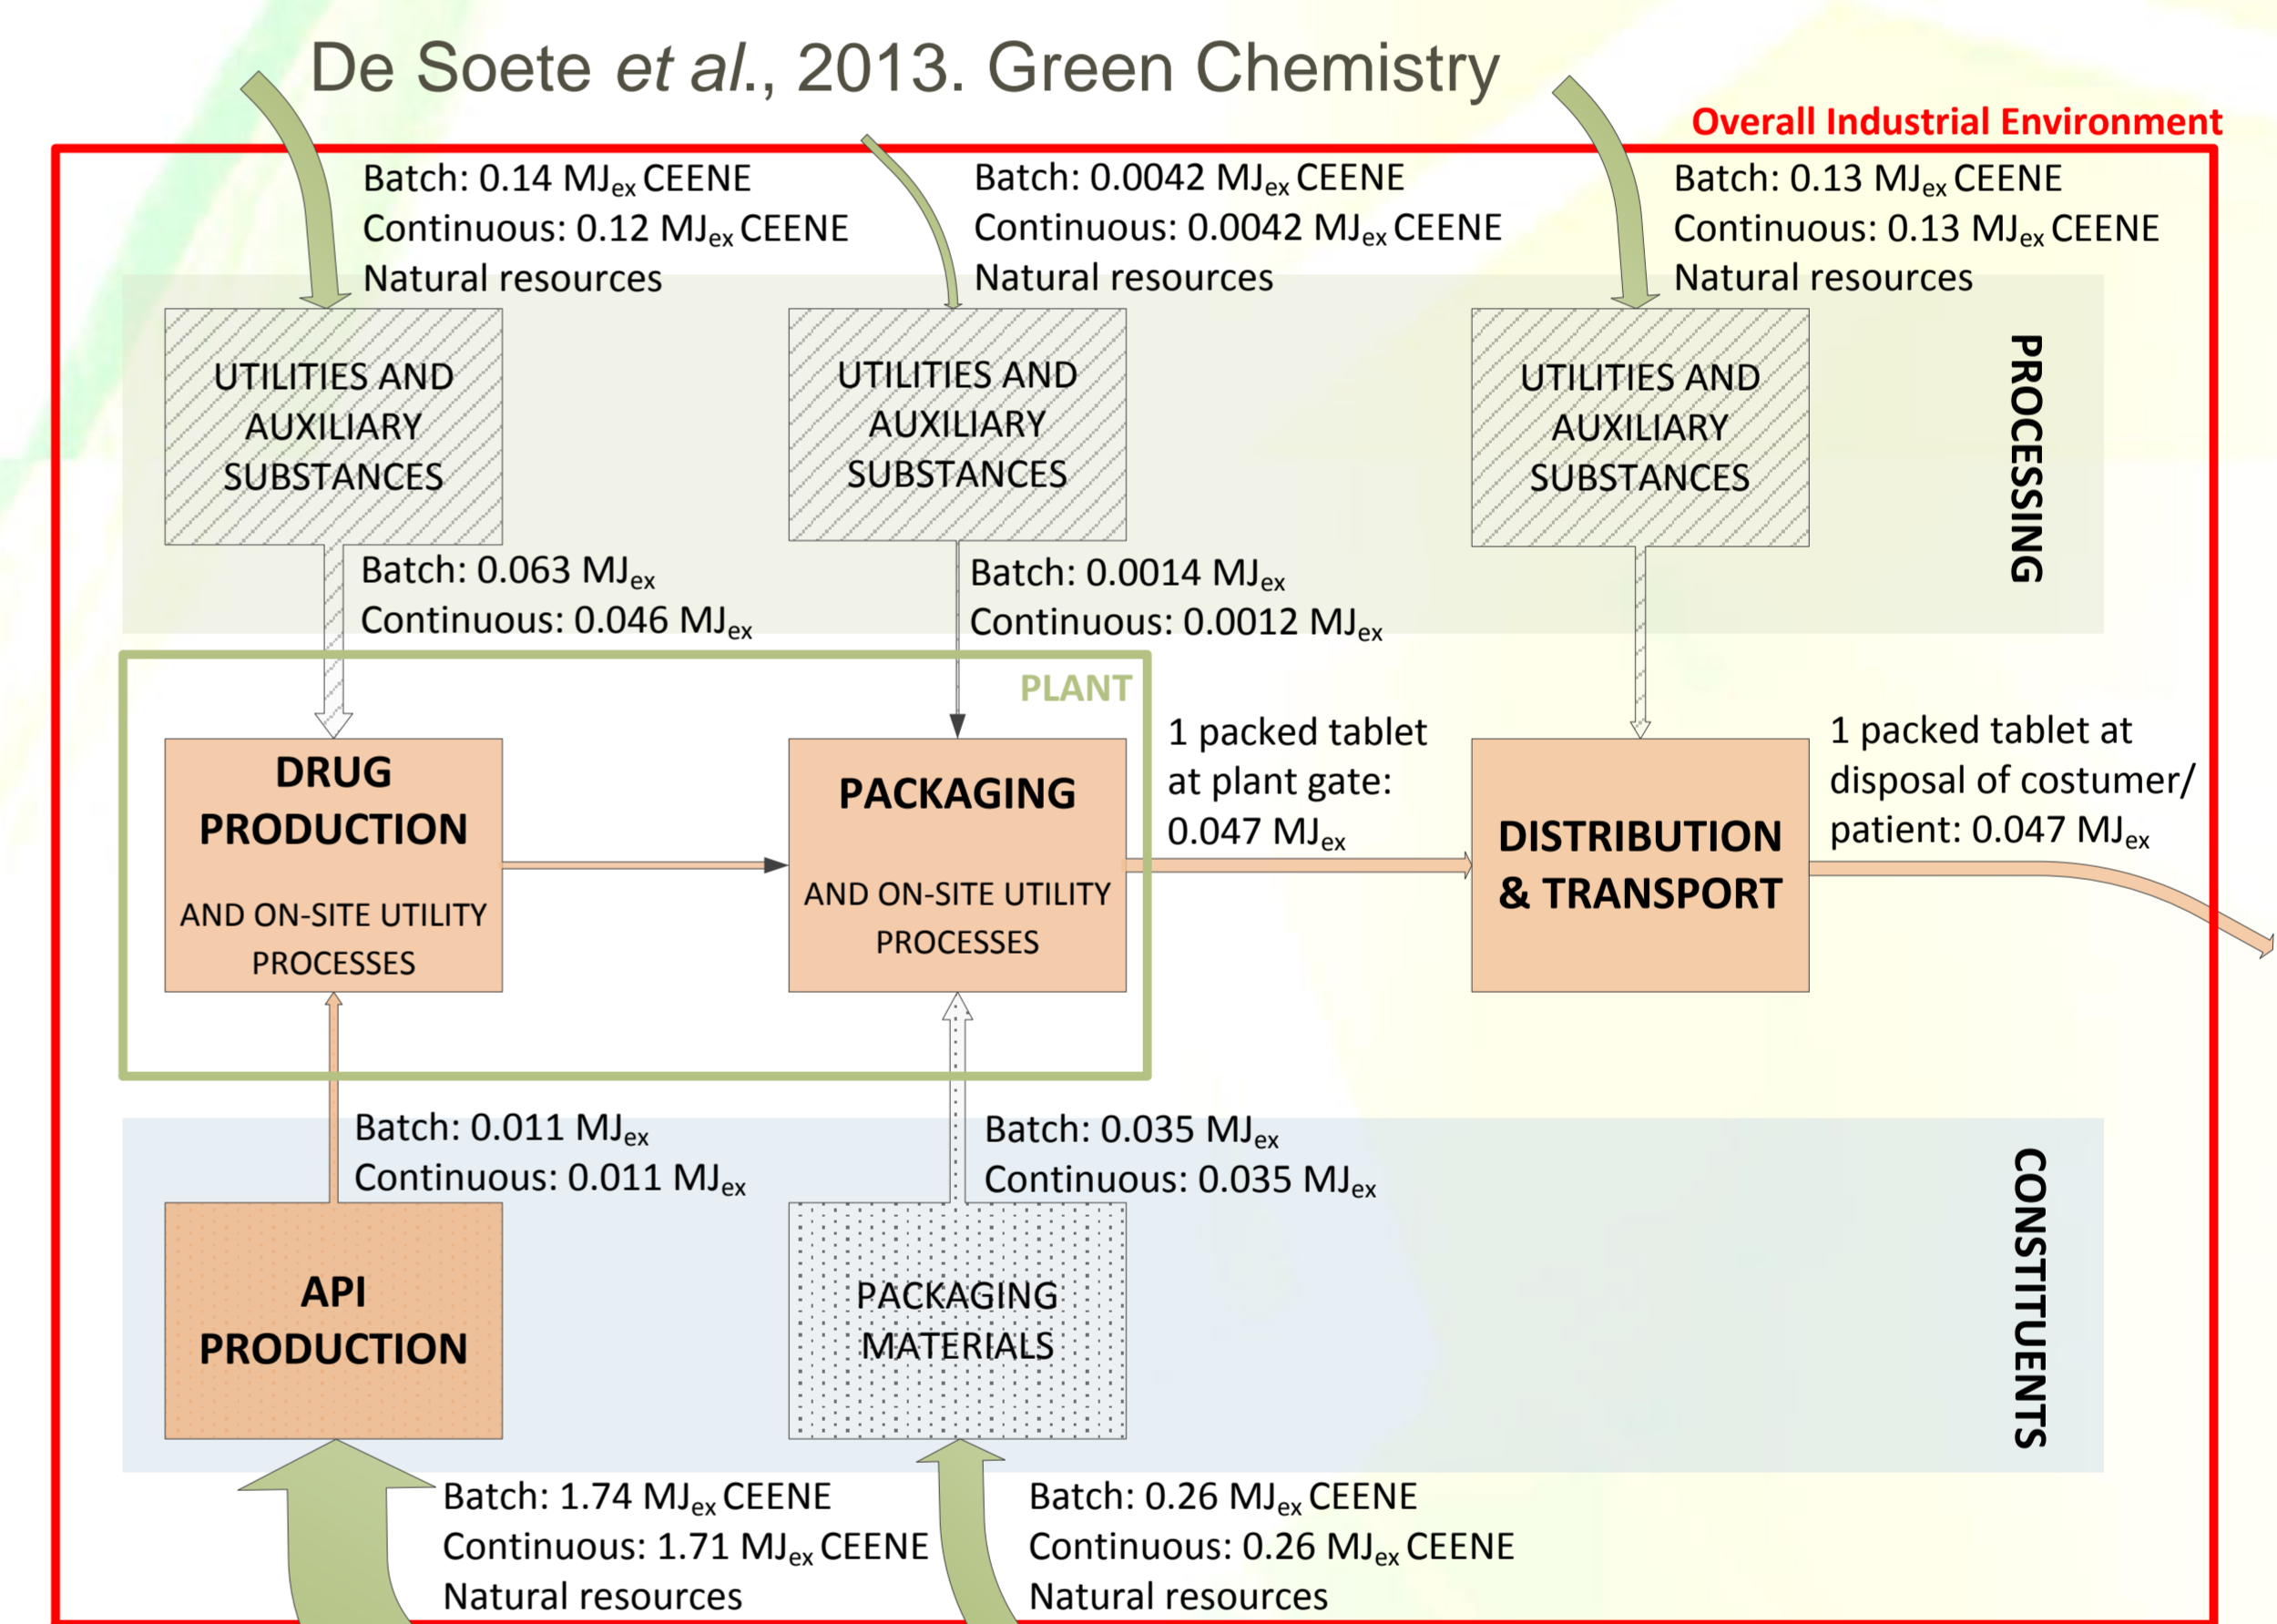 De Soete et al., 2013. Green Chemistry
Overall Industrial Environment
Batch: 0.14 MJex CEENE
Continuous: 0.12 MJex CEENE
Natural resources
Batch: 0.0042 MJex CEENE
Continuous: 0.0042 MJex CEENE
Natural resources
Batch: 0.13 MJex CEENE
Continuous: 0.13 MJex CEENE
Natural resources
UTILITIES AND
AUXILIARY
SUBSTANCES
UTILITIES AND
AUXILIARY
SUBSTANCES
UTILITIES AND
AUXILIARY
SUBSTANCES
PROCESSING
Batch: 0.063 MJex
Continuous: 0.046 MJex
Batch: 0.0014 MJex
Continuous: 0.0012 MJex
PLANT
DRUG
PRODUCTION
AND ON-SITE UTILITY
PROCESSES
PACKAGING
AND ON-SITE UTILITY
PROCESSES
1 packed tablet
at plant gate:
0.047 MJex
DISTRIBUTION
& TRANSPORT
1 packed tablet at
disposal of costumer/
patient: 0.047 MJex
Batch: 0.011 MJex
Continuous: 0.011 MJex
Batch: 0.035 MJex
Continuous: 0.035 MJex
API
PRODUCTION
PACKAGING
MATERIALS
CONSTITUENTS
Batch: 1.74 MJex CEENE
Continuous: 1.71 MJex CEENE
Natural resources
Batch: 0.26 MJex CEENE
Continuous: 0.26 MJex CEENE
Natural resources